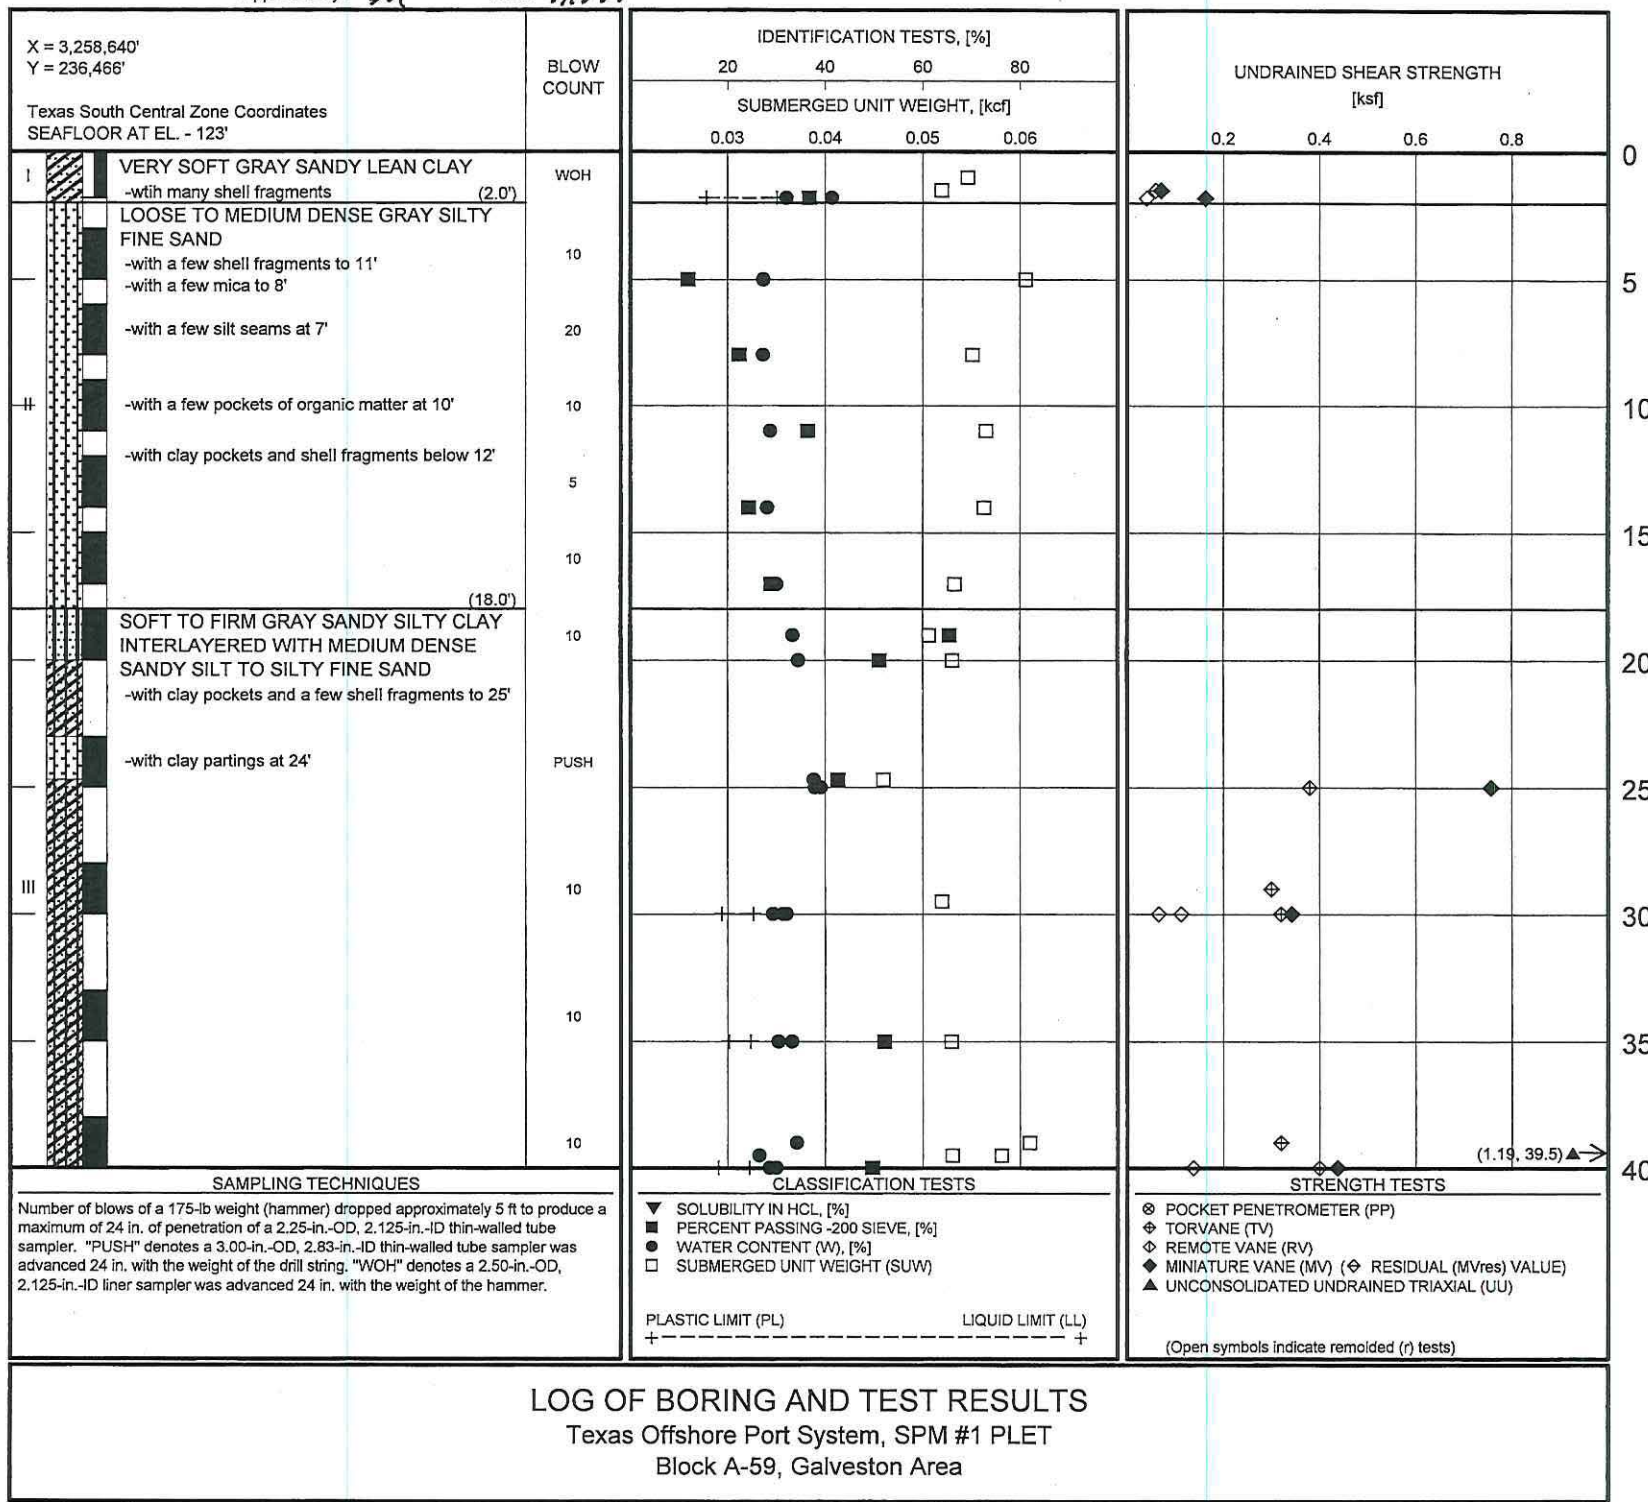 X = 3,258,640'
Y = 236,466'
Texas South Central Zone Coordinates
SEAFLOOR AT EL. - 123'
BLOW
COUNT
IDENTIFICATION TESTS, [%]
20 40 60 80
SUBMERGED UNIT WEIGHT, [kcf]
0.03 0.04 0.05 0.06
UNDRAINED SHEAR STRENGTH
[ksf]
0.2 0.4 0.6 0.8
I
VERY SOFT GRAY SANDY LEAN CLAY
-wtih many shell fragments (2.0')
WOH
0
LOOSE TO MEDIUM DENSE GRAY SILTY
FINE SAND
-with a few shell fragments to 11'
10
-with a few mica to 8'
5
-with a few silt seams at 7'
20
II
-with a few pockets of organic matter at 10'
10
10
-with clay pockets and shell fragments below 12'
5
15
10
(18.0')
SOFT TO FIRM GRAY SANDY SILTY CLAY
INTERLAYERED WITH MEDIUM DENSE
10
SANDY SILT TO SILTY FINE SAND
20
-with clay pockets and a few shell fragments to 25'
-with clay partings at 24'
PUSH
25
III
10
30
10
35
10
(1.19, 39.5)
40
SAMPLING TECHNIQUES
Number of blows of a 175-lb weight (hammer) dropped approximately 5 ft to produce a
maximum of 24 in. of penetration of a 2.25-in.-OD, 2.125-in.-ID thin-walled tube
sampler. "PUSH" denotes a 3.00-in.-OD, 2.83-in.-ID thin-walled tube sampler was
advanced 24 in. with the weight of the drill string. "WOH" denotes a 2.50-in.-OD,
2.125-in.-ID liner sampler was advanced 24 in. with the weight of the hammer.
CLASSIFICATION TESTS
SOLUBILITY IN HCL, [%]
PERCENT PASSING -200 SIEVE, [%]
WATER CONTENT (W), [%]
SUBMERGED UNIT WEIGHT (SUW)
PLASTIC LIMIT (PL) LIQUID LIMIT (LL)
STRENGTH TESTS
POCKET PENETROMETER (PP)
TORVANE (TV)
REMOTE VANE (RV)
MINIATURE VANE (MV) ( RESIDUAL (MVres) VALUE)
UNCONSOLIDATED UNDRAINED TRIAXIAL (UU)
(Open symbols indicate remolded (r) tests)
LOG OF BORING AND TEST RESULTS
Texas Offshore Port System, SPM #1 PLET
Block A-59, Galveston Area